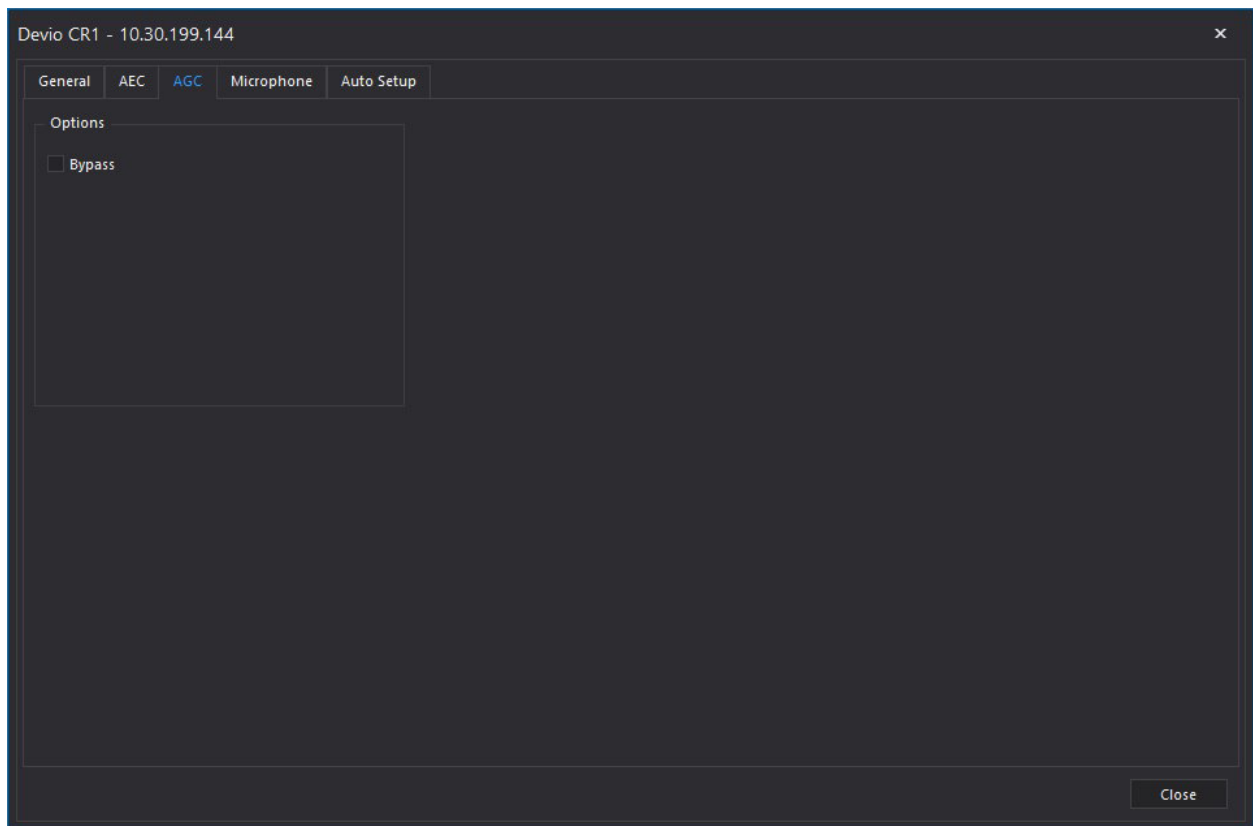 Devio CR1 - 10.30.199.144
General AEC AGC Microphone Auto Setup
Options
Bypass
Close